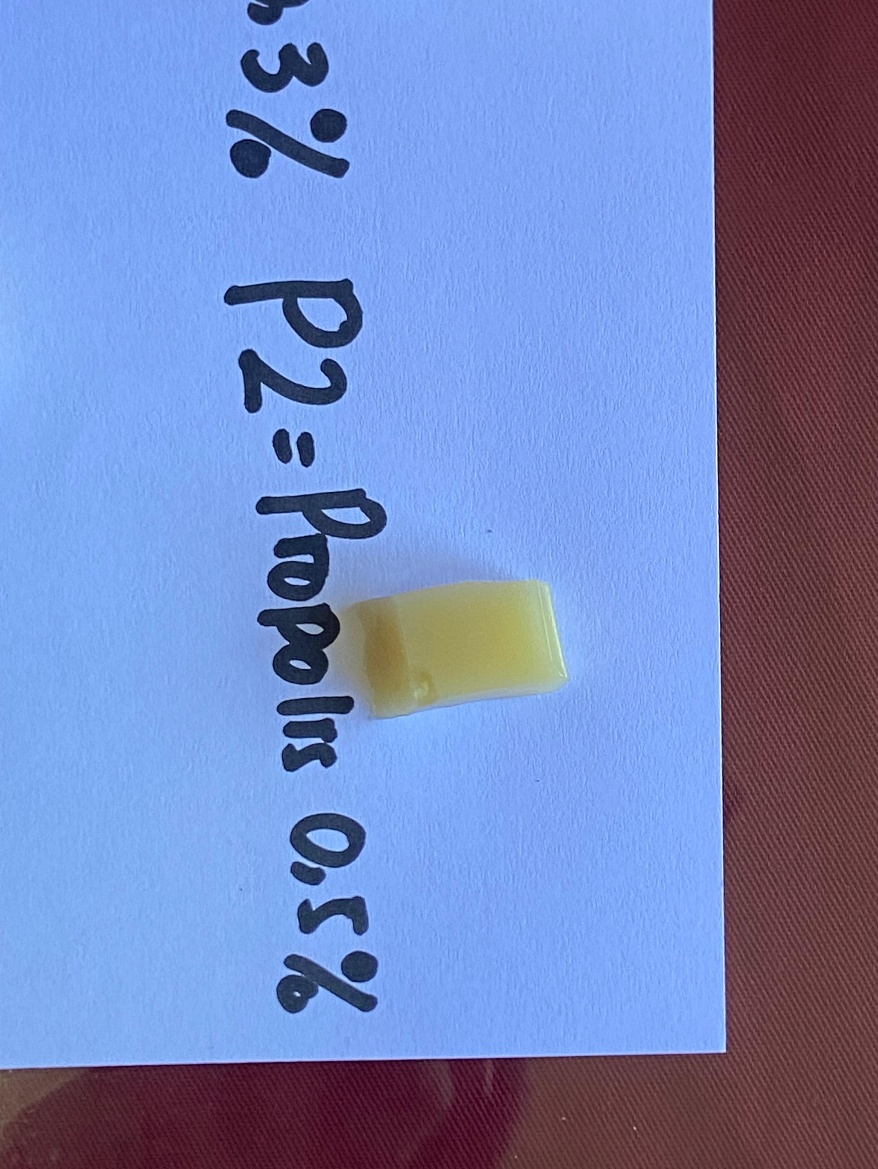 3% P2 = Propolis 0.5%